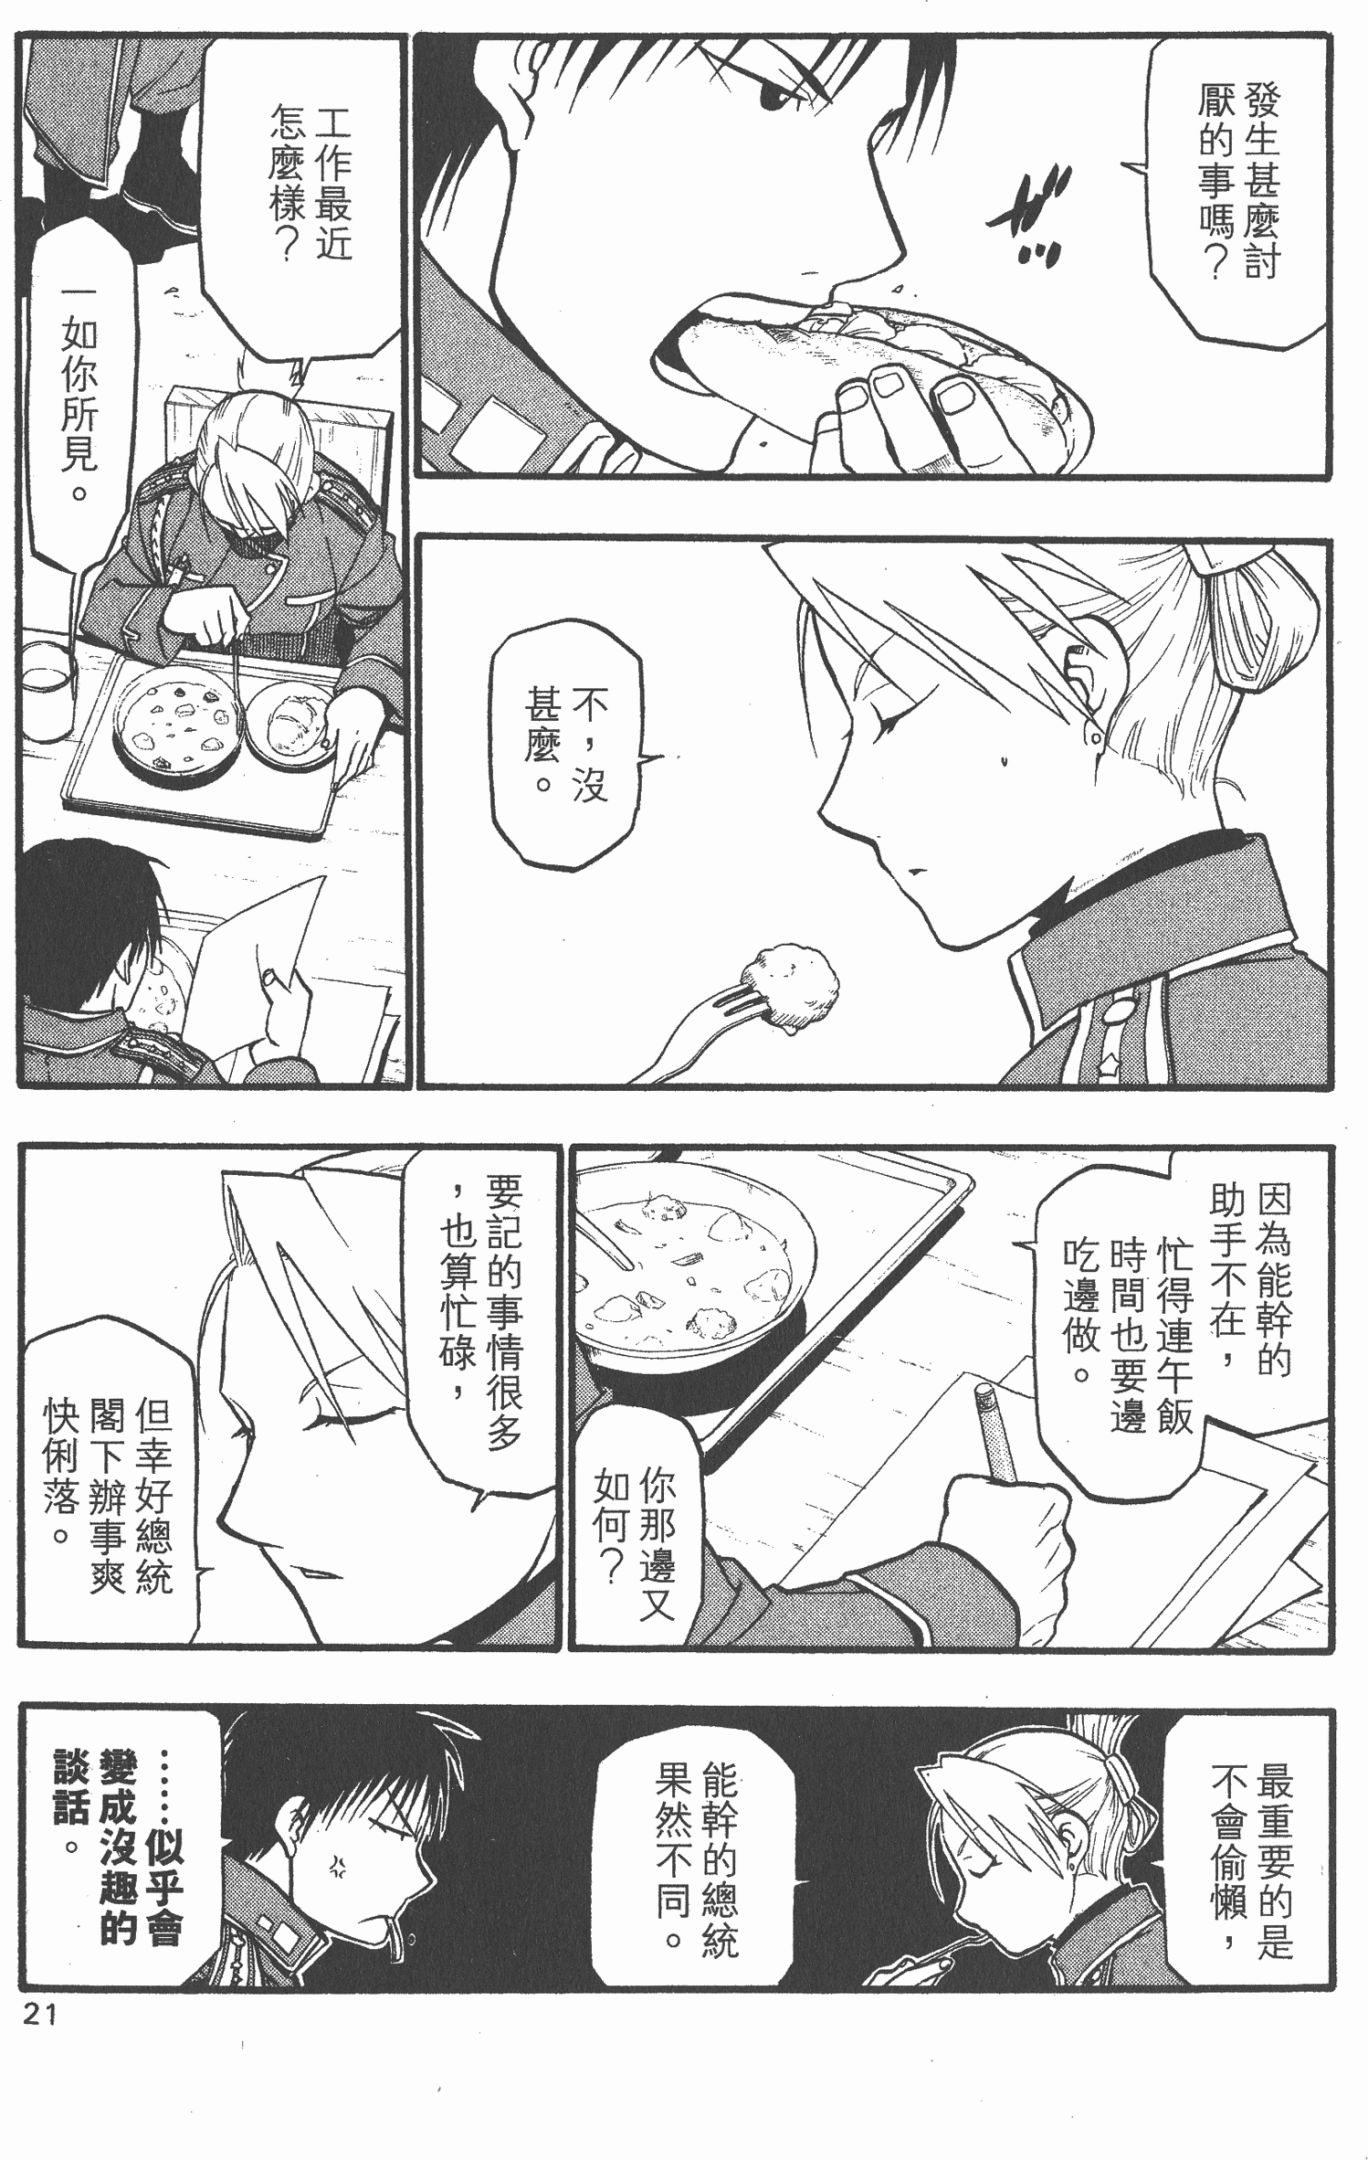 發生甚麼討
厭的事嗎？
ガッ
不，沒
甚麼。
工作最近
怎麼樣？
一如你所見。
因為能幹的
助手不在，
忙得連午飯
時間也要邊
吃邊做。
你那邊又
如何？
要記的事情很多
，也算忙碌，
但幸好總統
閣下辦事爽
快俐落。
最重要的是
不會偷懶，
能幹的總統
果然不同。
……似乎會
變成沒趣的
談話。
21